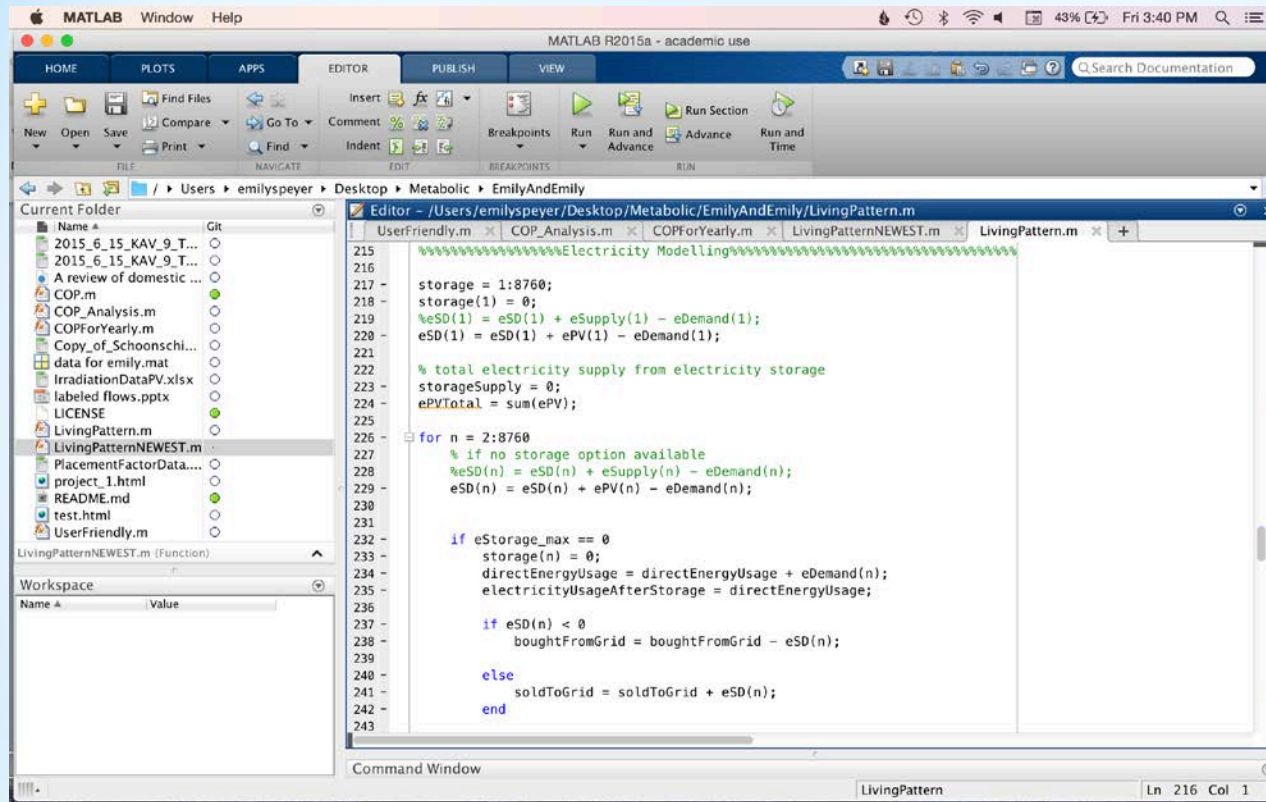 MATLAB Window Help 43% Fri 3:40 PM
MATLAB R2015a - academic use
HOME PLOTS APPS EDITOR PUBLISH VIEW Search Documentation
New Open Save Find Files Compare Print Go To Find Insert Comment Indent Breakpoints Run Run and Advance Run Section Advance Run and Time
FILE NAVIGATE EDIT BREAKPOINTS RUN
/ Users emilyspeyer Desktop Metabolic EmilyAndEmily
Current Folder
Name Git
2015_6_15_KAV_9_T...
2015_6_15_KAV_9_T...
A review of domestic ...
COP.m
COP_Analysis.m
COPForYearly.m
Copy_of_Schoonschi...
data for emily.mat
IrradiationDataPV.xlsx
labeled flows.pptx
LICENSE
LivingPattern.m
LivingPatternNEWEST.m
PlacementFactorData....
project_1.html
README.md
test.html
UserFriendly.m
LivingPatternNEWEST.m (Function)
Workspace
Name Value
Editor - /Users/emilyspeyer/Desktop/Metabolic/EmilyAndEmily/LivingPattern.m
UserFriendly.m COP_Analysis.m COPForYearly.m LivingPatternNEWEST.m LivingPattern.m +
215 %%%%%%%%%%%%%%%%%%Electricity Modelling%%%%%%%%%%%%%%%%%%%%%%%%%%%%%%%%%%%%
216
217 - storage = 1:8760;
218 - storage(1) = 0;
219 %eSD(1) = eSD(1) + eSupply(1) - eDemand(1);
220 - eSD(1) = eSD(1) + ePV(1) - eDemand(1);
221
222 % total electricity supply from electricity storage
223 - storageSupply = 0;
224 - ePVTotal = sum(ePV);
225
226 - for n = 2:8760
227 % if no storage option available
228 %eSD(n) = eSD(n) + eSupply(n) - eDemand(n);
229 - eSD(n) = eSD(n) + ePV(n) - eDemand(n);
230
231
232 - if eStorage_max == 0
233 - storage(n) = 0;
234 - directEnergyUsage = directEnergyUsage + eDemand(n);
235 - electricityUsageAfterStorage = directEnergyUsage;
236
237 - if eSD(n) < 0
238 - boughtFromGrid = boughtFromGrid - eSD(n);
239
240 - else
241 - soldToGrid = soldToGrid + eSD(n);
242 - end
243
Command Window
LivingPattern Ln 216 Col 1